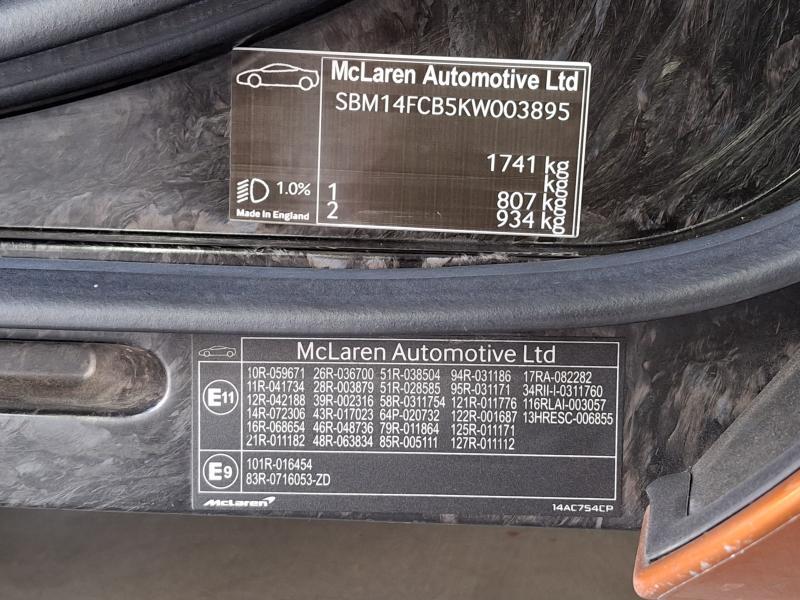 McLaren Automotive Ltd
SBM14FCB5KW003895
1741 kg
kg
1.0% 1 807 kg
2 934 kg
Made in England
McLaren Automotive Ltd
E11
10R-059671 26R-036700 51R-038504 94R-031186 17RA-082282
11R-041734 28R-003879 51R-028585 95R-031171 34RII-I-0311760
12R-042188 39R-002316 58R-0311754 121R-011776 116RLAI-003057
14R-072306 43R-017023 64P-020732 122R-001687 13HRESC-006855
16R-068654 46R-048736 79R-011864 125R-011171
21R-011182 48R-063834 85R-005111 127R-011112
E9
101R-016454
83R-0716053-ZD
McLaren 14AC754CP